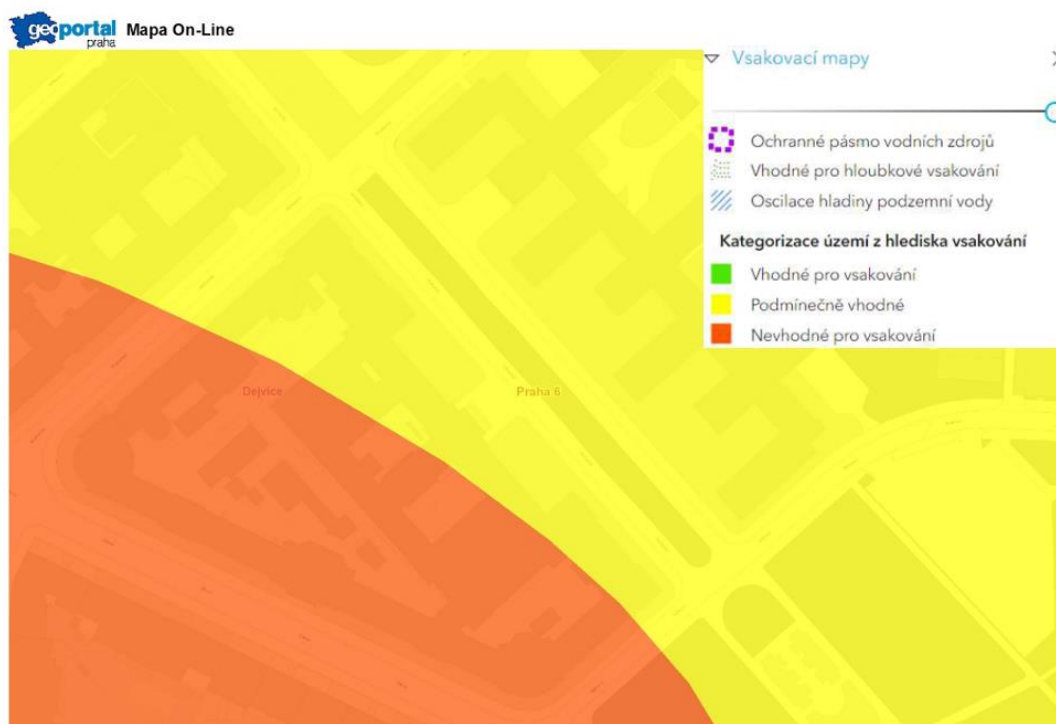 geoportal
praha
Mapa On-Line
Vsakovací mapy
Ochranné pásmo vodních zdrojů
Vhodné pro hloubkové vsakování
Oscilace hladiny podzemní vody
Kategorizace území z hlediska vsakování
Vhodné pro vsakování
Podmínečně vhodné
Nevhodné pro vsakování
Dejvice
Praha 6